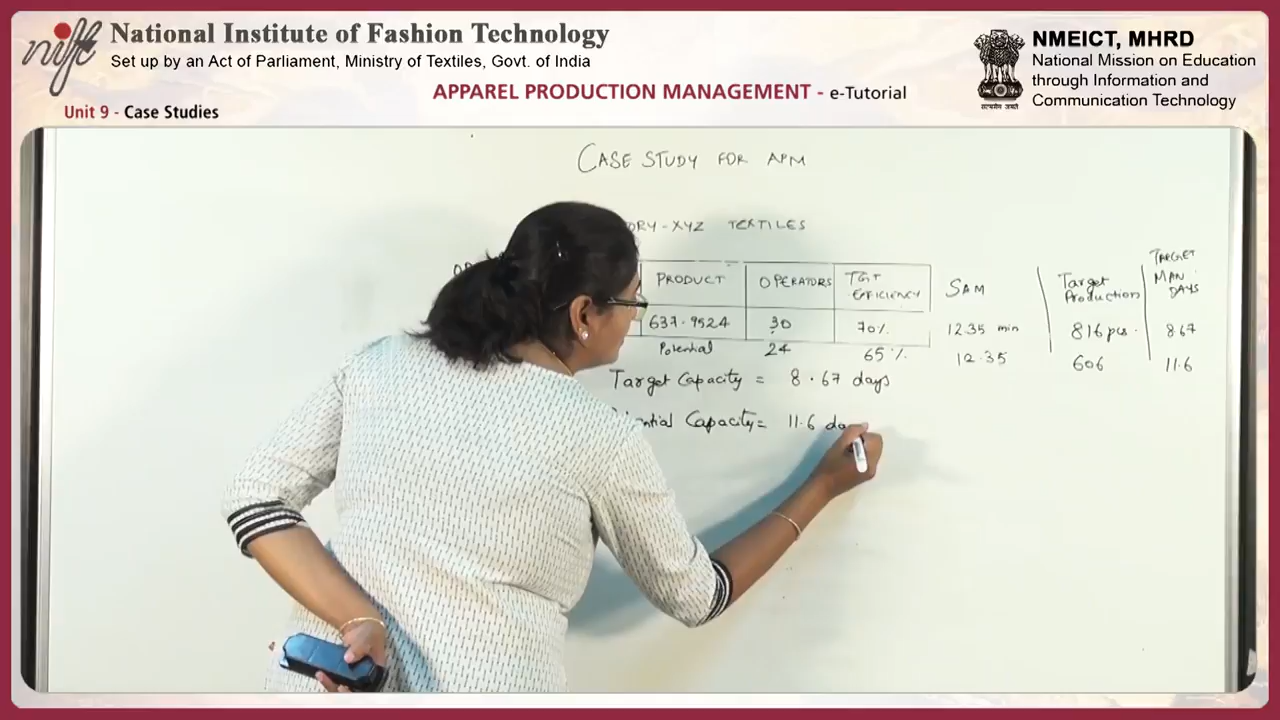 National Institute of Fashion Technology
Set up by an Act of Parliament, Ministry of Textiles, Govt. of India
NMEICT, MHRD
National Mission on Education
through Information and
Communication Technology
APPAREL PRODUCTION MANAGEMENT - e-Tutorial
Unit 9 - Case Studies
nift
सत्यमेव जयते
CASE STUDY FOR APM
XYZ TEXTILES
PRODUCT OPERATORS TGT EFFICIENCY SAM Target Production TARGET MAN DAYS
637-9524 30 70% 12.35 min 816 pcs. 8.67
Potential 24 65% 12.35 606 11.6
Target Capacity = 8.67 days
Capacity = 11.6